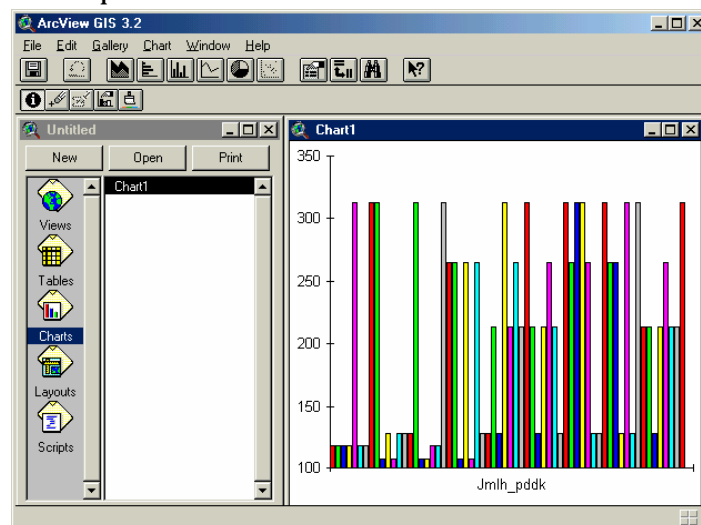 ArcView GIS 3.2
File Edit Gallery Chart Window Help
Untitled
New Open Print
Chart1
Views
Tables
Charts
Layouts
Scripts
Chart1
350
300
250
200
150
100
Jmlh_pddk